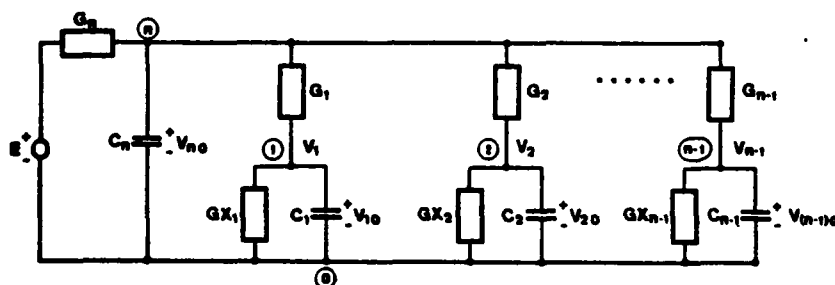 Gn
n
G1
G2
......
Gn-1
E
+
-
Cn
+
-
Vn0
1
V1
2
V2
n-1
Vn-1
GX1
C1
+
-
V10
GX2
C2
+
-
V20
GXn-1
Cn-1
+
-
V(n-1)0
0